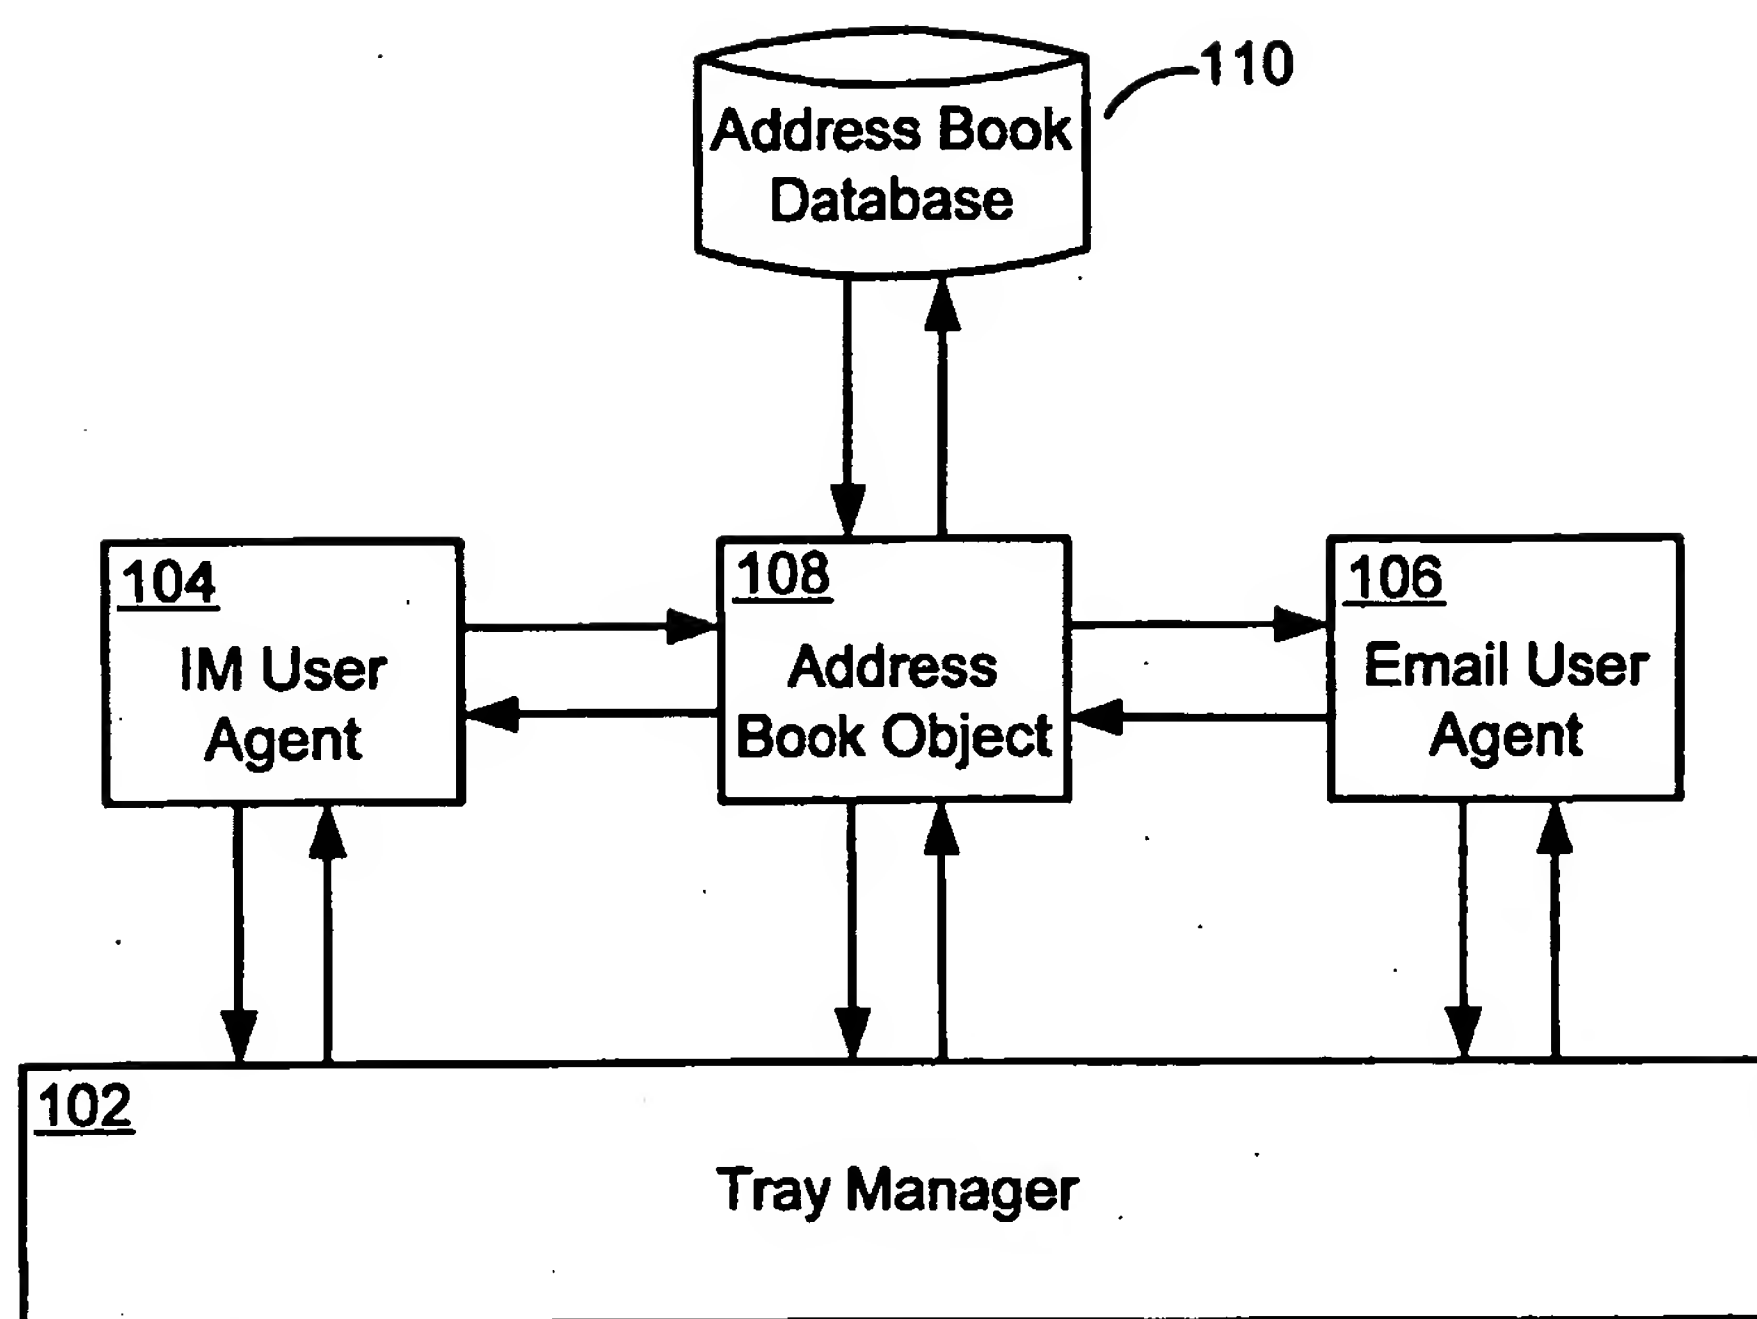 110
Address Book
Database
104
IM User
Agent
108
Address
Book Object
106
Email User
Agent
102
Tray Manager